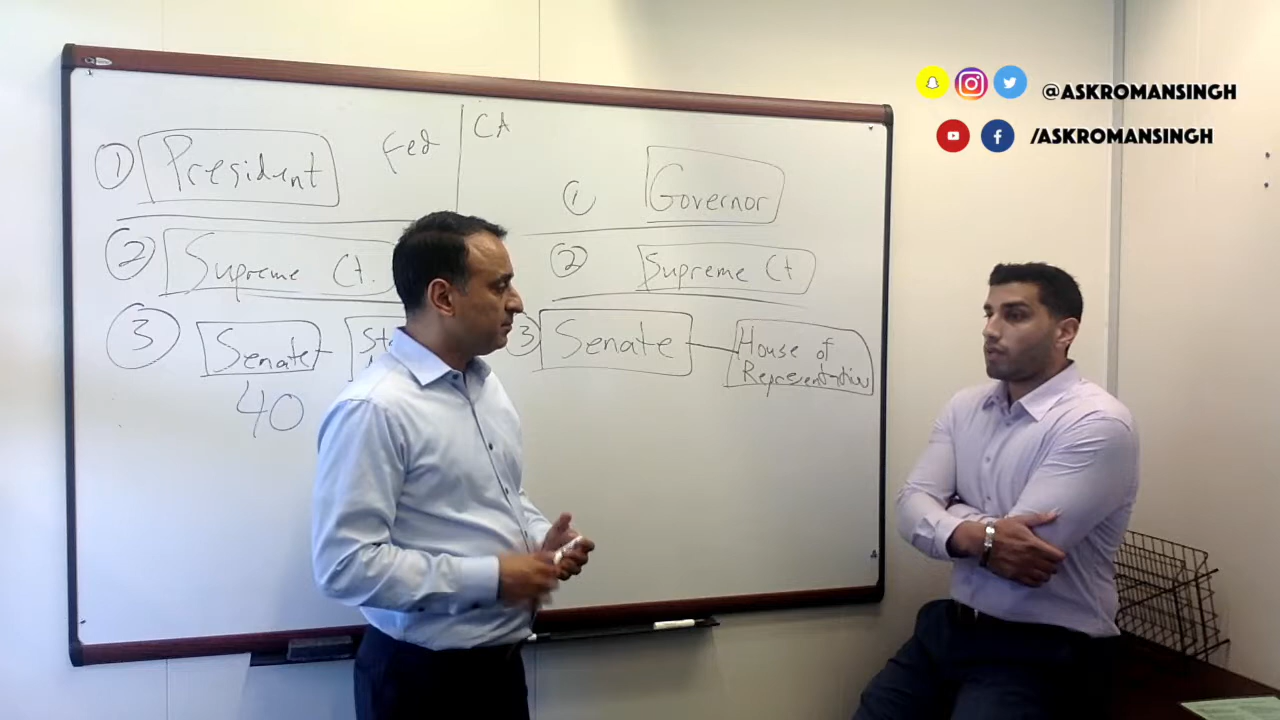 @ASKROMANSINGH
/ASKROMANSINGH
Fed
CA
① President
① Governor
② Supreme Ct.
② Supreme Ct
③ Senate
③ Senate
House of
Representative
40